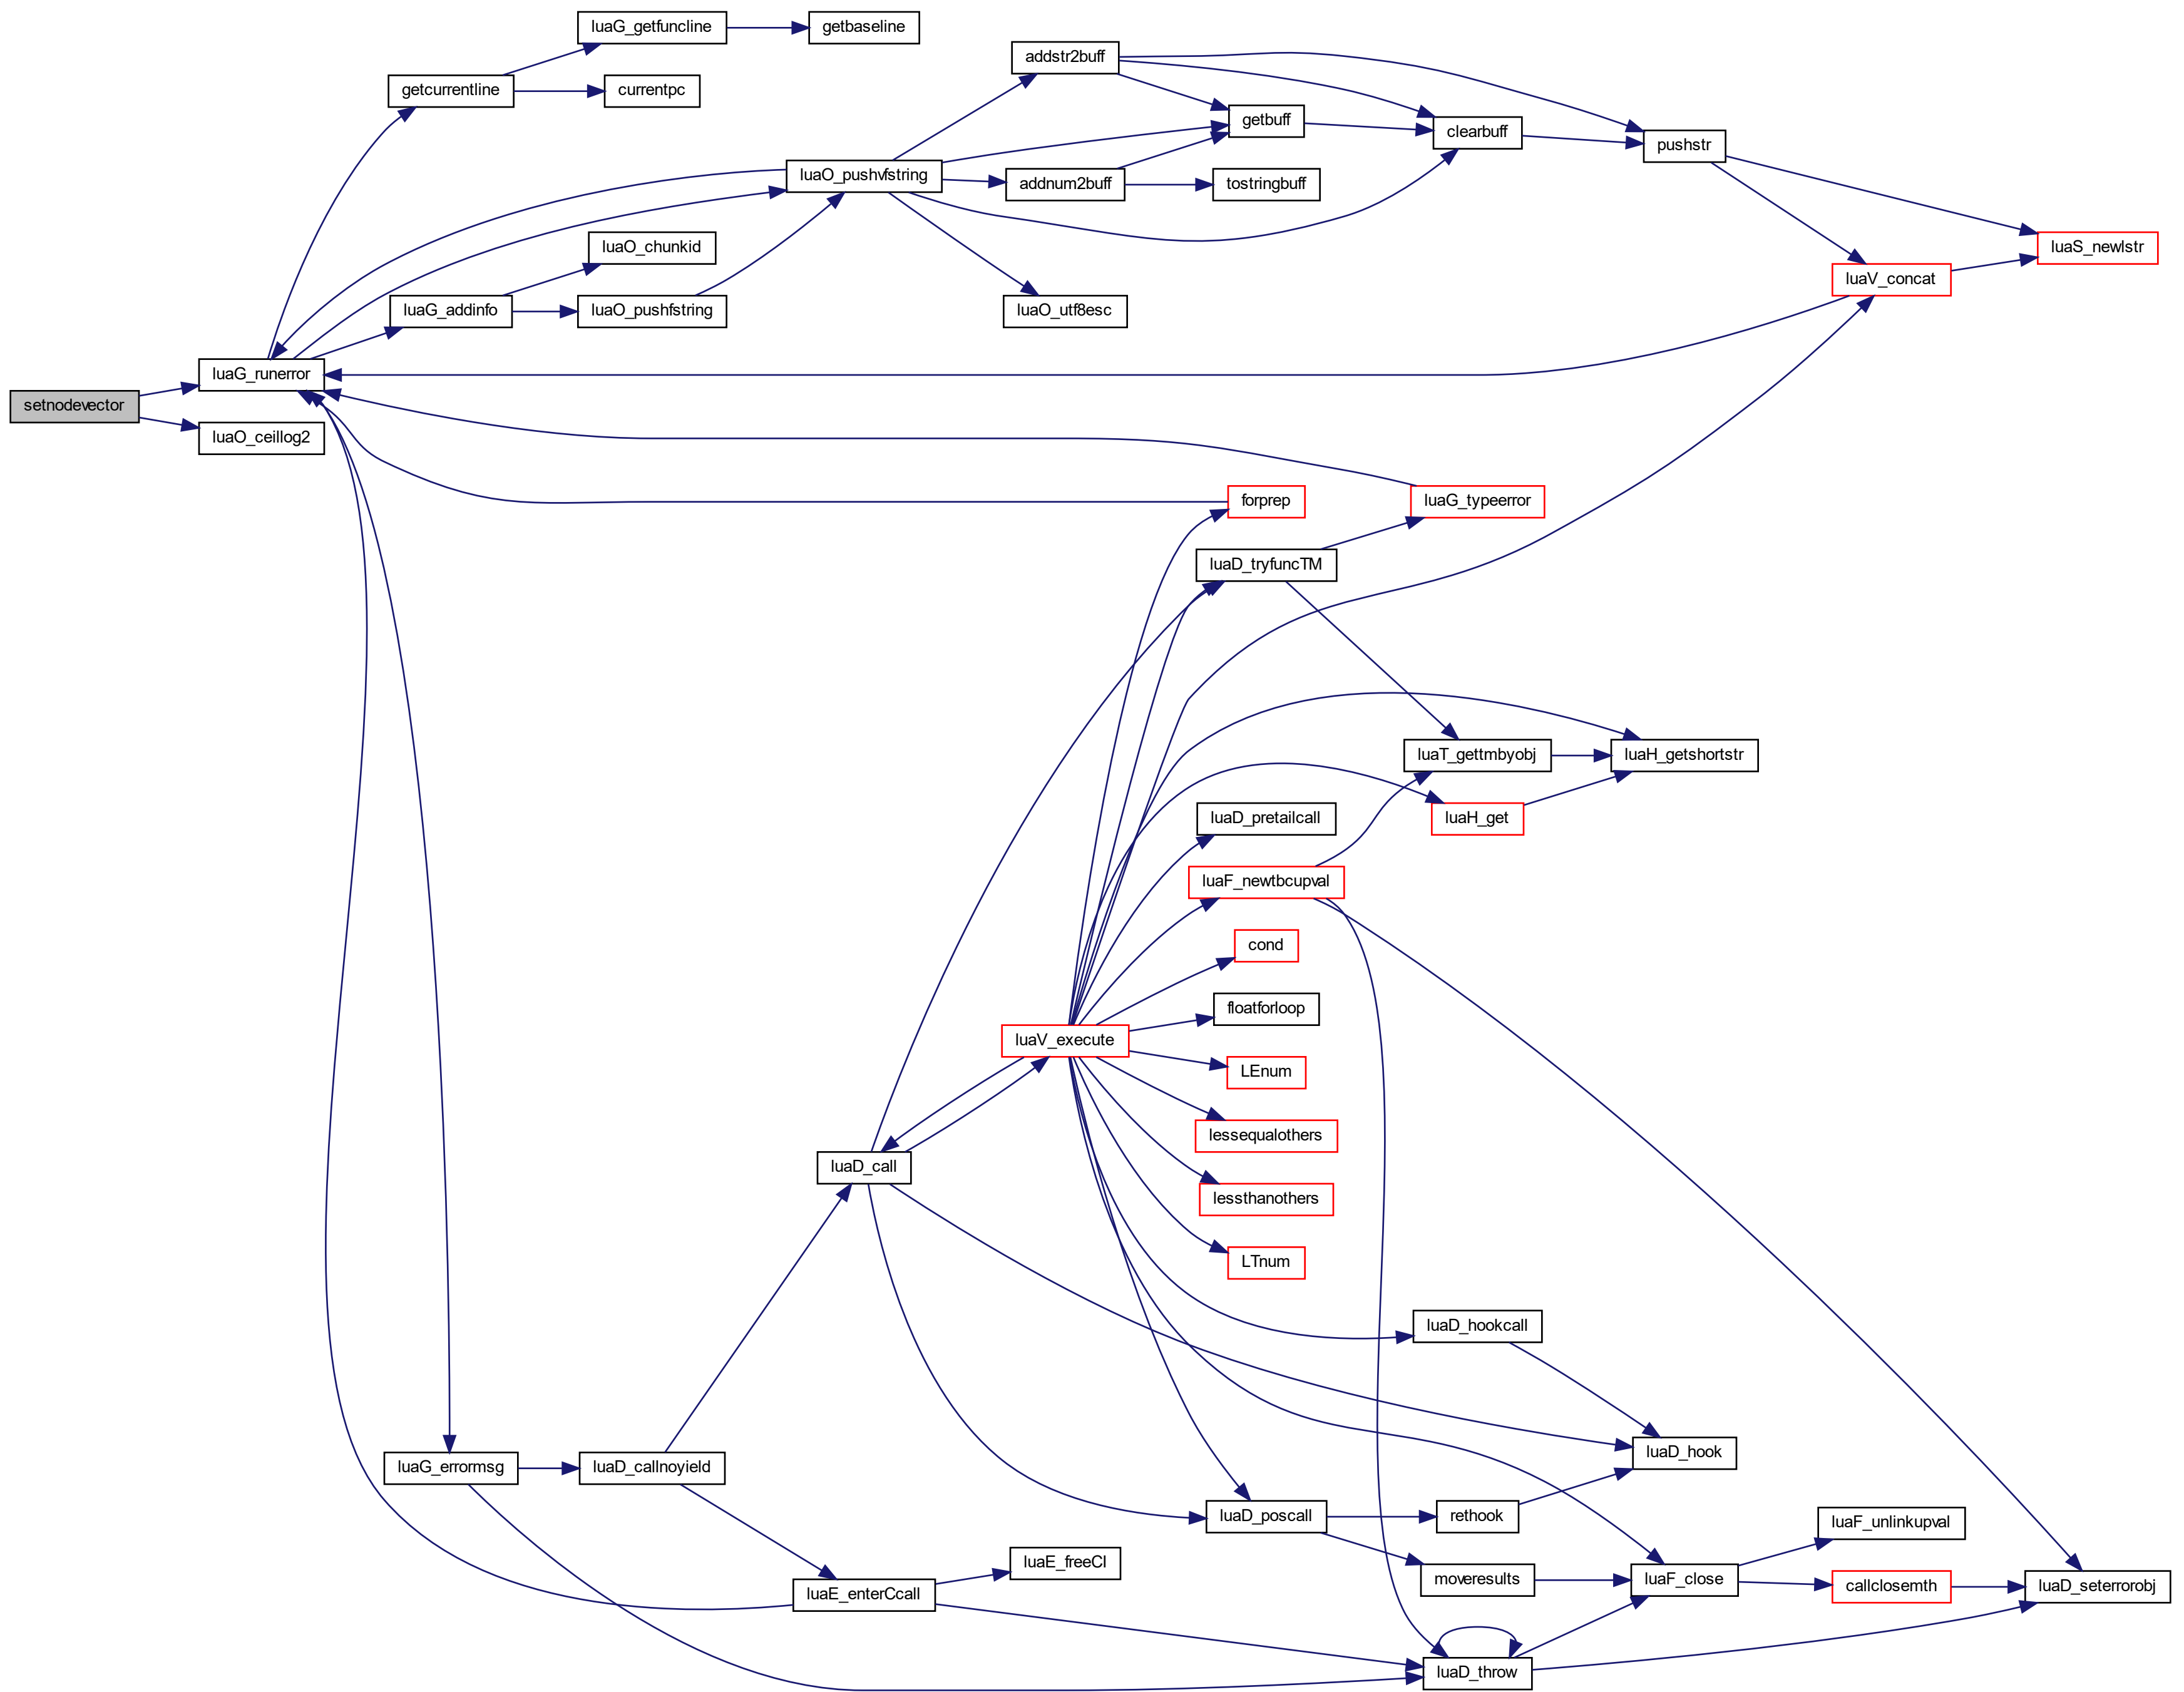 luaG_getfuncline
getbaseline
addstr2buff
getcurrentline
currentpc
getbuff
clearbuff
pushstr
luaO_pushvfstring
addnum2buff
tostringbuff
luaO_chunkid
luaS_newlstr
luaV_concat
luaG_addinfo
luaO_pushfstring
luaO_utf8esc
luaG_runerror
setnodevector
luaO_ceillog2
forprep
luaG_typeerror
luaD_tryfuncTM
luaT_gettmbyobj
luaH_getshortstr
luaD_pretailcall
luaH_get
luaF_newtbcupval
cond
floatforloop
luaV_execute
LEnum
lessequalothers
luaD_call
lessthanothers
LTnum
luaD_hookcall
luaD_hook
luaG_errormsg
luaD_callnoyield
luaD_poscall
rethook
luaF_unlinkupval
luaE_freeCI
moveresults
luaF_close
callclosemth
luaD_seterrorobj
luaE_enterCcall
luaD_throw